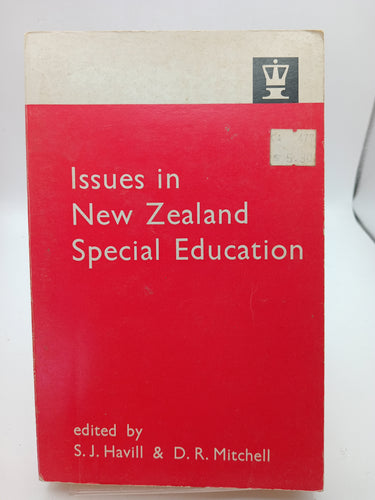 Issues in
New Zealand
Special Education
edited by
S. J. Havill & D. R. Mitchell